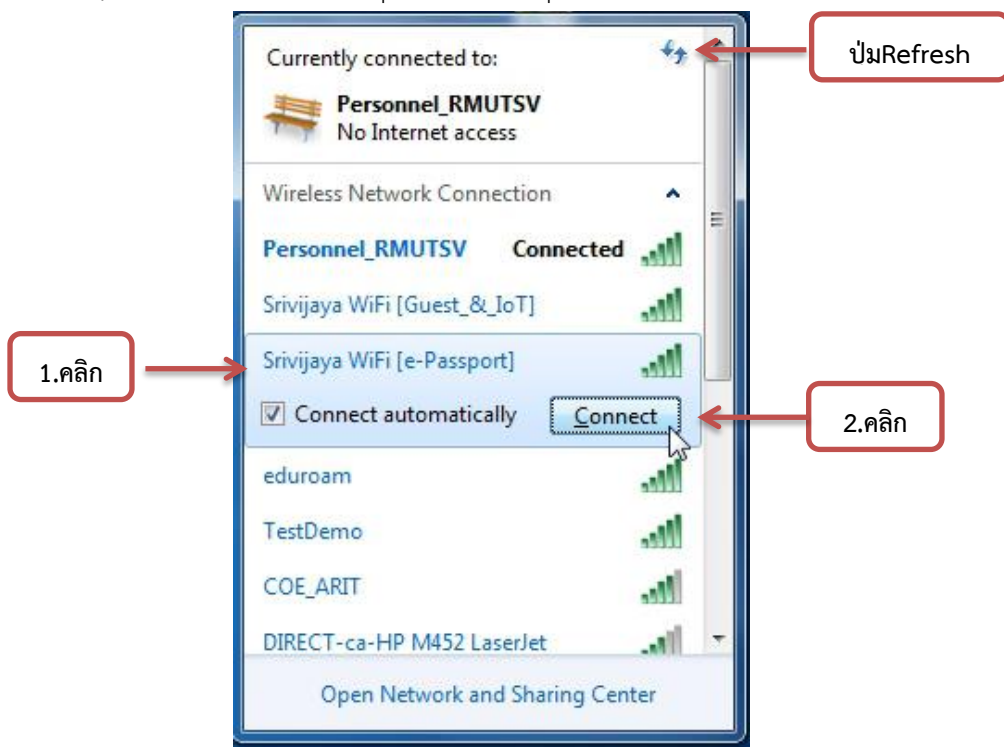 Currently connected to:
ปุ่มRefresh
Personnel_RMUTSV
No Internet access
Wireless Network Connection
Personnel_RMUTSV Connected
Srivijaya WiFi [Guest_&_IoT]
Srivijaya WiFi [e-Passport]
1.คลิก
Connect automatically Connect
2.คลิก
eduroam
TestDemo
COE_ARIT
DIRECT-ca-HP M452 LaserJet
Open Network and Sharing Center